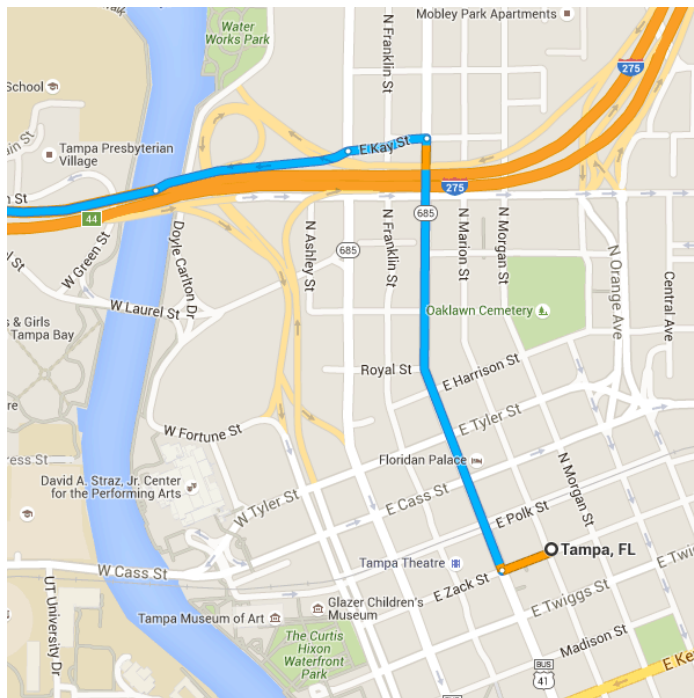 Mobley Park Apartments
Water
Works Park
N Franklin St
275
School
E Kay St
Tampa Presbyterian
Village
275
44
685
N Ashley St
685
N Franklin St
N Marion St
N Morgan St
N Orange Ave
Central Ave
W Green St
Doyle Carlton Dr
W Laurel St
Oaklawn Cemetery
s & Girls
Tampa Bay
Royal St
E Harrison St
W Fortune St
E Tyler St
Floridan Palace
David A. Straz, Jr. Center
for the Performing Arts
W Tyler St
E Cass St
E Polk St
N Morgan St
Tampa, FL
W Cass St
Tampa Theatre
E Zack St
UT University Dr
Glazer Children's
Museum
Tampa Museum of Art
E Twiggs St
Madison St
The Curtis
Hixon
Waterfront
Park
BUS
41